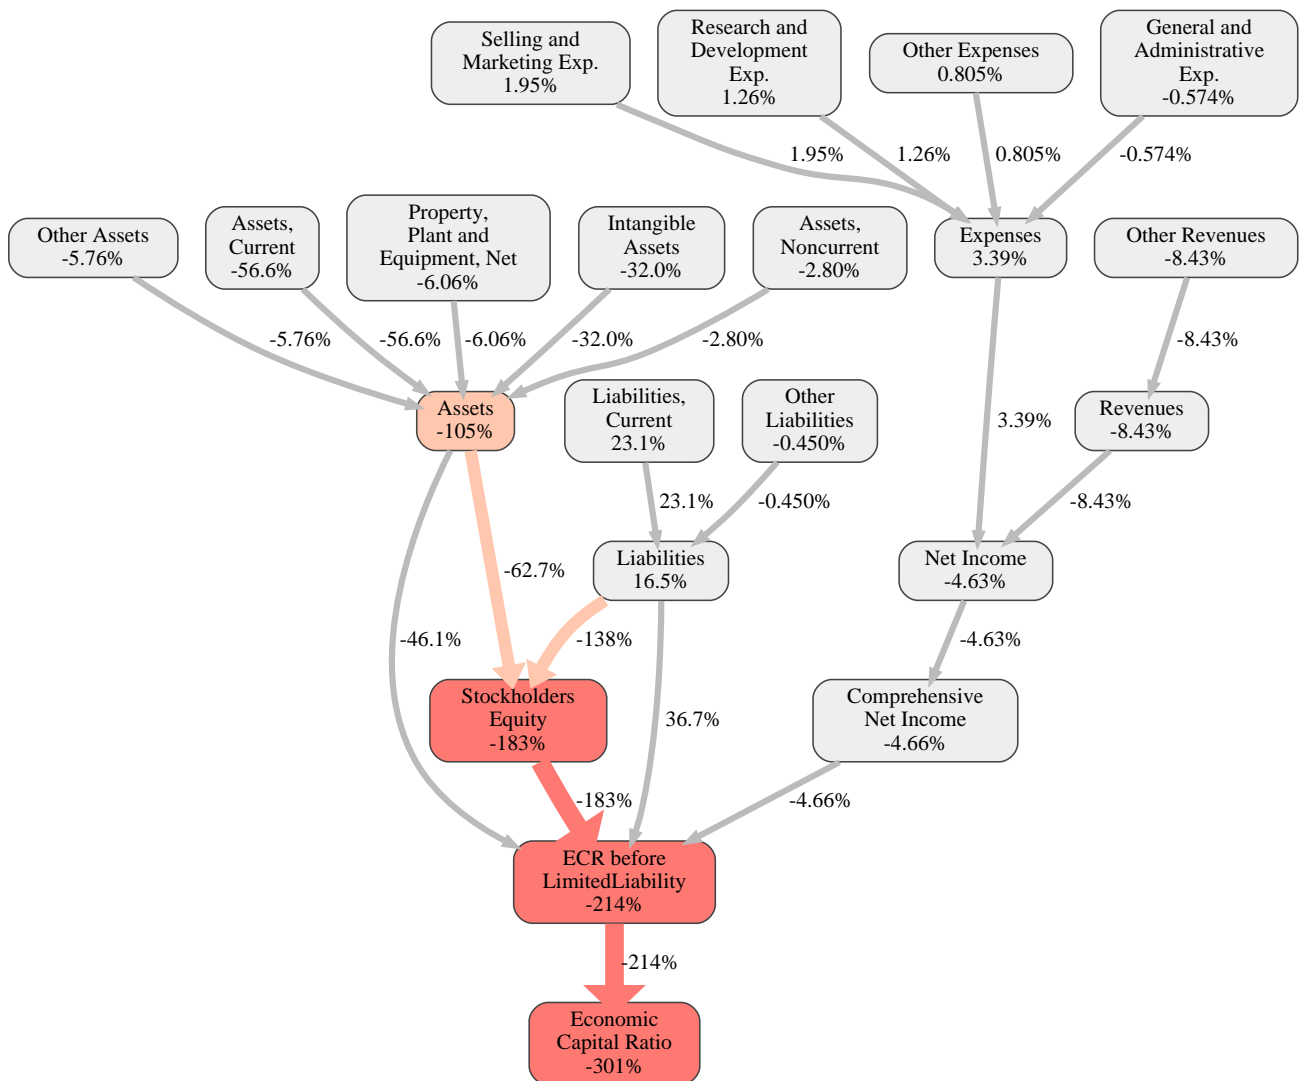 Selling and
Marketing Exp.
1.95%
Research and
Development
Exp.
1.26%
Other Expenses
0.805%
General and
Administrative
Exp.
-0.574%
1.95%
1.26%
0.805%
-0.574%
Other Assets
-5.76%
Assets,
Current
-56.6%
Property,
Plant and
Equipment, Net
-6.06%
Intangible
Assets
-32.0%
Assets,
Noncurrent
-2.80%
Expenses
3.39%
Other Revenues
-8.43%
-5.76%
-56.6%
-6.06%
-32.0%
-2.80%
-8.43%
Assets
-105%
Liabilities,
Current
23.1%
Other
Liabilities
-0.450%
3.39%
Revenues
-8.43%
23.1%
-0.450%
-8.43%
-62.7%
Liabilities
16.5%
Net Income
-4.63%
-46.1%
-138%
-4.63%
Stockholders
Equity
-183%
36.7%
Comprehensive
Net Income
-4.66%
-183%
-4.66%
ECR before
LimitedLiability
-214%
-214%
Economic
Capital Ratio
-301%